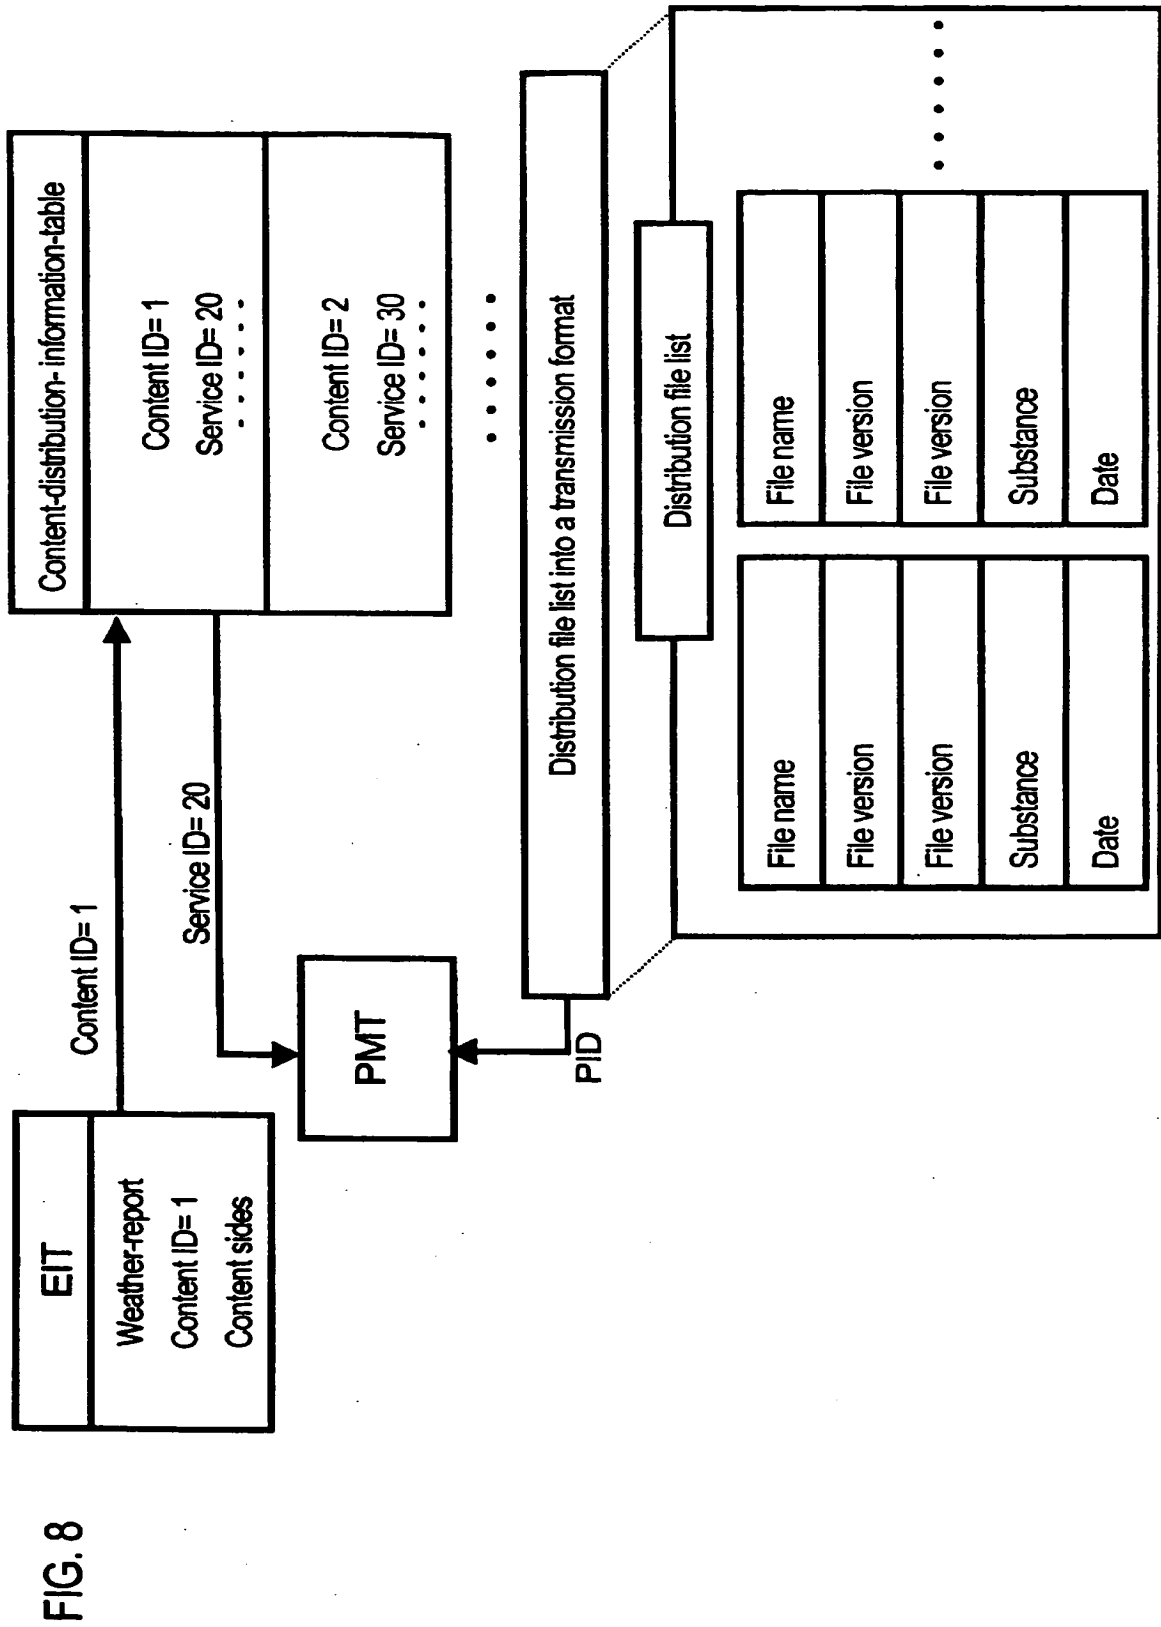 FIG. 8
EIT
Weather-report
Content ID= 1
Content sides
Content ID= 1
Service ID= 20
Content-distribution- information-table
Content ID= 1
Service ID= 20
. . . . . .
Content ID= 2
Service ID= 30
. . . . . .
. . . . . .
PMT
PID
Distribution file list into a transmission format
Distribution file list
File name
File version
File version
Substance
Date
File name
File version
File version
Substance
Date
. . . . . .